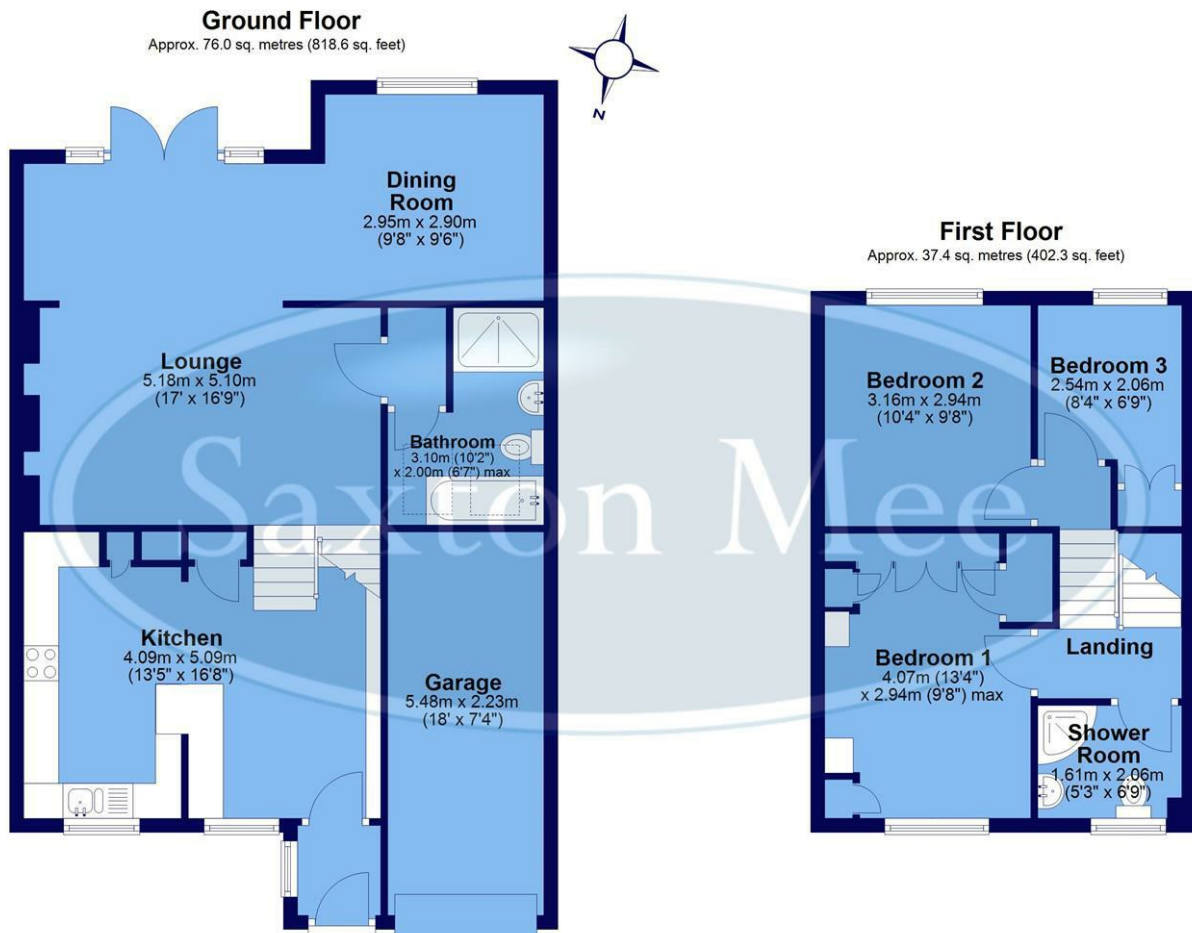 Ground Floor
Approx. 76.0 sq. metres (818.6 sq. feet)
N
Dining
Room
2.95m x 2.90m
(9'8" x 9'6")
Lounge
5.18m x 5.10m
(17' x 16'9")
Bathroom
3.10m (10'2")
x 2.00m (6'7") max
Kitchen
4.09m x 5.09m
(13'5" x 16'8")
Garage
5.48m x 2.23m
(18' x 7'4")
First Floor
Approx. 37.4 sq. metres (402.3 sq. feet)
Bedroom 2
3.16m x 2.94m
(10'4" x 9'8")
Bedroom 3
2.54m x 2.06m
(8'4" x 6'9")
Bedroom 1
4.07m (13'4")
x 2.94m (9'8") max
Landing
Shower
Room
1.61m x 2.06m
(5'3" x 6'9")
Saxton Mee